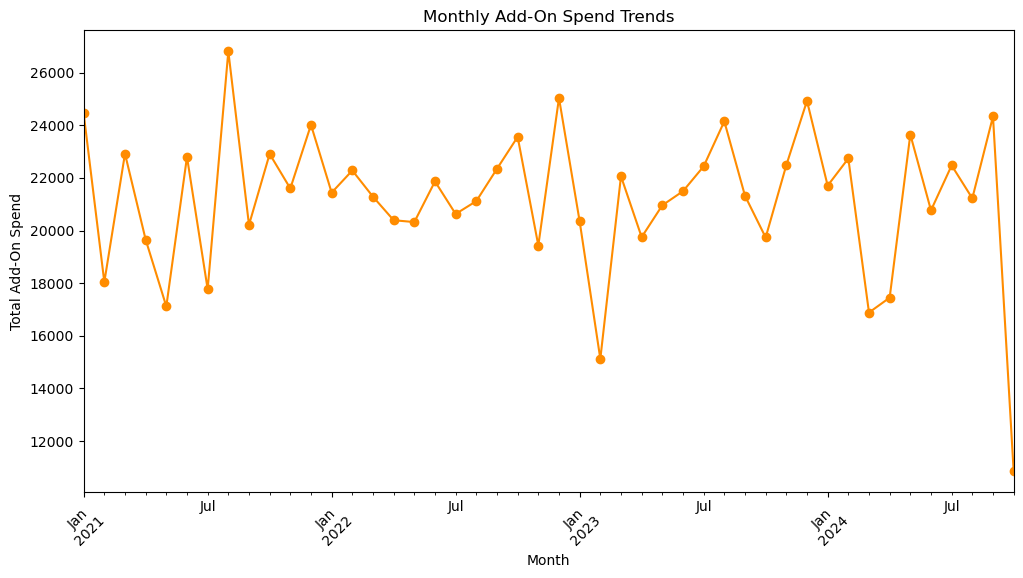 Monthly Add-On Spend Trends
Total Add-On Spend
26000
24000
22000
20000
18000
16000
14000
12000
Jan
2021
Jul
Jan
2022
Jul
Jan
2023
Jul
Jan
2024
Jul
Month